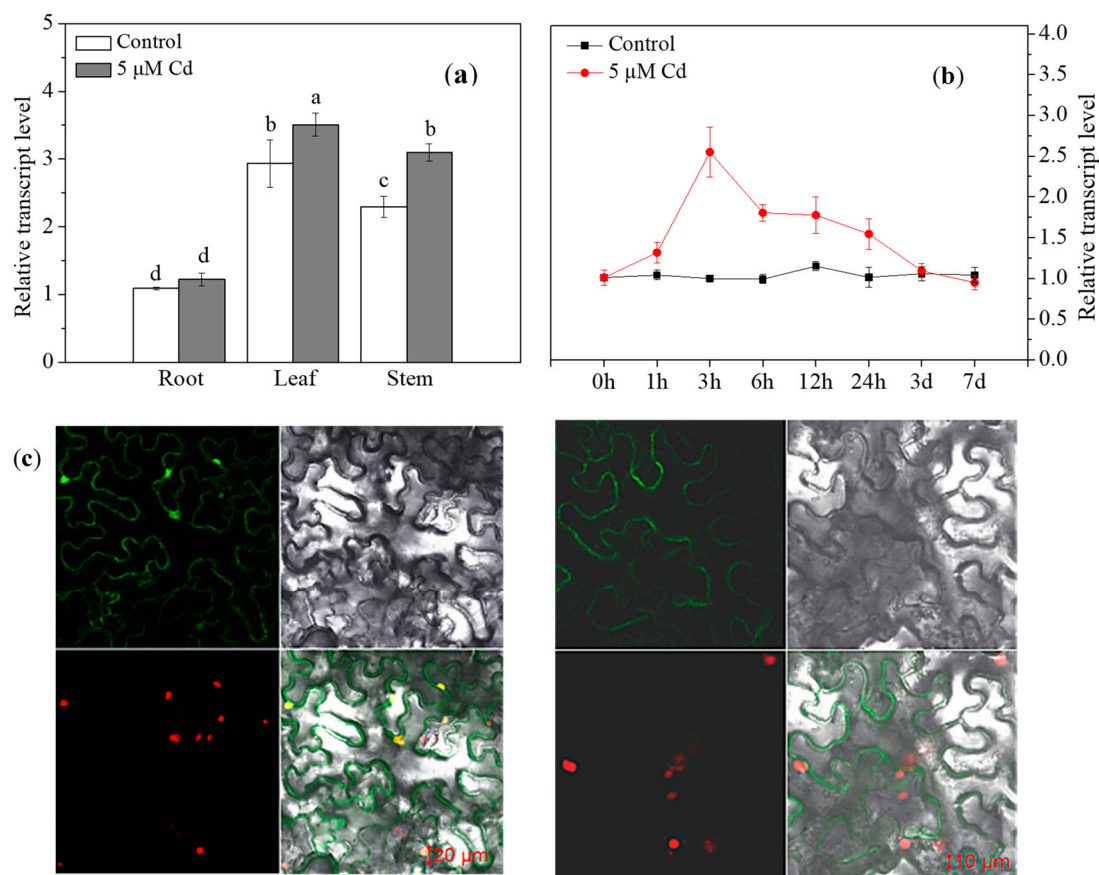 5
4
3
2
1
0
Relative transcript level
Control
5 μM Cd
(a)
d
d
b
a
c
b
Root Leaf Stem
Control
5 μM Cd
(b)
4.0
3.5
3.0
2.5
2.0
1.5
1.0
0.5
0.0
Relative transcript level
0h 1h 3h 6h 12h 24h 3d 7d
(c)
20 μm
10 μm